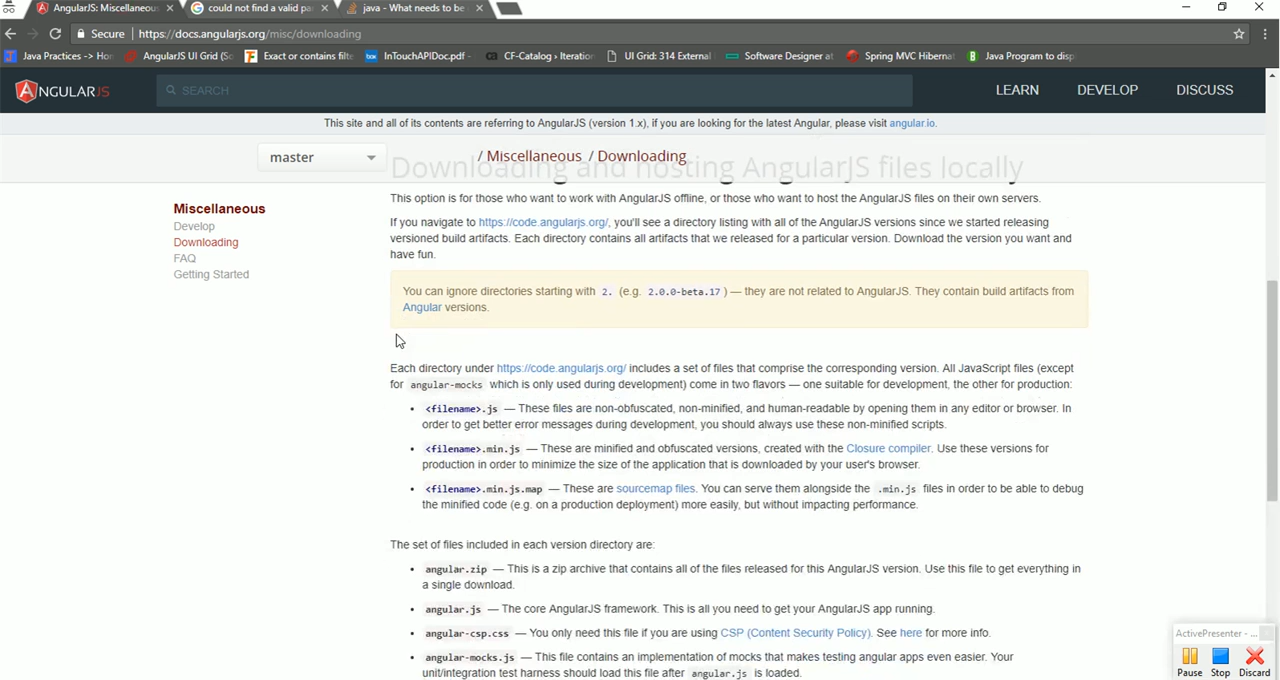 AngularJS: Miscellaneous
could not find a valid pa
java - What needs to be
Secure | https://docs.angularjs.org/misc/downloading
Java Practices -> Hom
AngularJS UI Grid (So
Exact or contains filte
InTouchAPIDoc.pdf -
CF-Catalog › Iteration
UI Grid: 314 External
Software Designer at
Spring MVC Hibernat
Java Program to disp
ANGULARJS
SEARCH
LEARN
DEVELOP
DISCUSS
This site and all of its contents are referring to AngularJS (version 1.x), if you are looking for the latest Angular, please visit angular.io.
master
/ Miscellaneous / Downloading
Downloading and hosting AngularJS files locally
Miscellaneous
Develop
Downloading
FAQ
Getting Started
This option is for those who want to work with AngularJS offline, or those who want to host the AngularJS files on their own servers.
If you navigate to https://code.angularjs.org/, you'll see a directory listing with all of the AngularJS versions since we started releasing
versioned build artifacts. Each directory contains all artifacts that we released for a particular version. Download the version you want and
have fun.
You can ignore directories starting with 2. (e.g. 2.0.0-beta.17) — they are not related to AngularJS. They contain build artifacts from
Angular versions.
Each directory under https://code.angularjs.org/ includes a set of files that comprise the corresponding version. All JavaScript files (except
for angular-mocks which is only used during development) come in two flavors — one suitable for development, the other for production:
• <filename>.js — These files are non-obfuscated, non-minified, and human-readable by opening them in any editor or browser. In
order to get better error messages during development, you should always use these non-minified scripts.
• <filename>.min.js — These are minified and obfuscated versions, created with the Closure compiler. Use these versions for
production in order to minimize the size of the application that is downloaded by your user's browser.
• <filename>.min.js.map — These are sourcemap files. You can serve them alongside the .min.js files in order to be able to debug
the minified code (e.g. on a production deployment) more easily, but without impacting performance.
The set of files included in each version directory are:
• angular.zip — This is a zip archive that contains all of the files released for this AngularJS version. Use this file to get everything in
a single download.
• angular.js — The core AngularJS framework. This is all you need to get your AngularJS app running.
• angular-csp.css — You only need this file if you are using CSP (Content Security Policy). See here for more info.
• angular-mocks.js — This file contains an implementation of mocks that makes testing angular apps even easier. Your
unit/integration test harness should load this file after angular.js is loaded.
ActivePresenter - ...
Pause
Stop
Discard